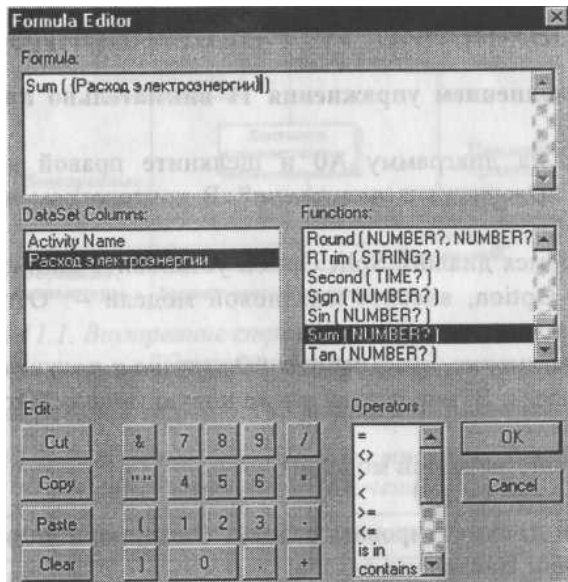 Formula Editor
Formula:
Sum ( {Расход электроэнергии} )
DataSet Columns:
Activity Name
Расход электроэнергии
Functions:
Round ( NUMBER?, NUMBER?
RTrim ( STRING? )
Second ( TIME? )
Sign ( NUMBER? )
Sin ( NUMBER? )
Sum ( NUMBER? )
Tan ( NUMBER? )
Edit
Cut
Copy
Paste
Clear
& 7 8 9 /
"" 4 5 6 *
( 1 2 3 -
) 0 . +
Operators
=
<>
>
<
>=
<=
is in
contains
OK
Cancel